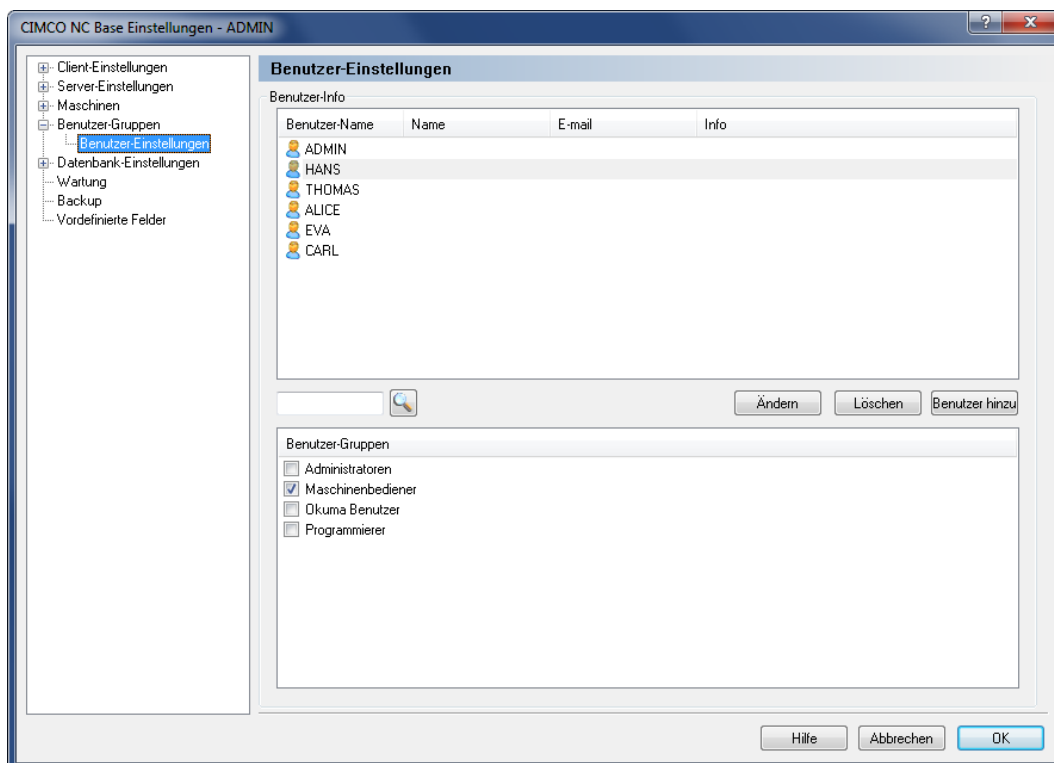 CIMCO NC Base Einstellungen - ADMIN
Client-Einstellungen
Server-Einstellungen
Maschinen
Benutzer-Gruppen
Benutzer-Einstellungen
Datenbank-Einstellungen
Wartung
Backup
Vordefinierte Felder
Benutzer-Einstellungen
Benutzer-Info
Benutzer-Name Name E-mail Info
ADMIN
HANS
THOMAS
ALICE
EVA
CARL
Ändern Löschen Benutzer hinzu
Benutzer-Gruppen
Administratoren
Maschinenbediener
Okuma Benutzer
Programmierer
Hilfe Abbrechen OK